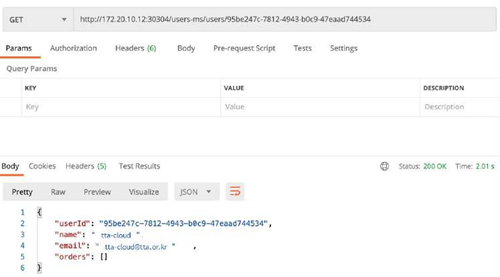 GET http://172.20.10.12:30304/users-ms/users/95be247c-7812-4943-b0c9-47eaad744534
Params Authorization Headers (6) Body Pre-request Script Tests Settings
Query Params
KEY VALUE DESCRIPTION
Key Value Description
Body Cookies Headers (5) Test Results Status: 200 OK Time: 2.01 s
Pretty Raw Preview Visualize JSON
1 {
2 "userId": "95be247c-7812-4943-b0c9-47eaad744534",
3 "name": " tta-cloud ",
4 "email": " tta-cloud@tta.or.kr " ,
5 "orders": []
6 }